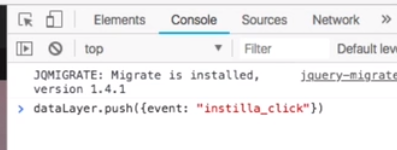 Elements Console Sources Network »
top Filter Default leve
JQMIGRATE: Migrate is installed, jquery-migrate
version 1.4.1
> dataLayer.push({event: "instilla_click"})